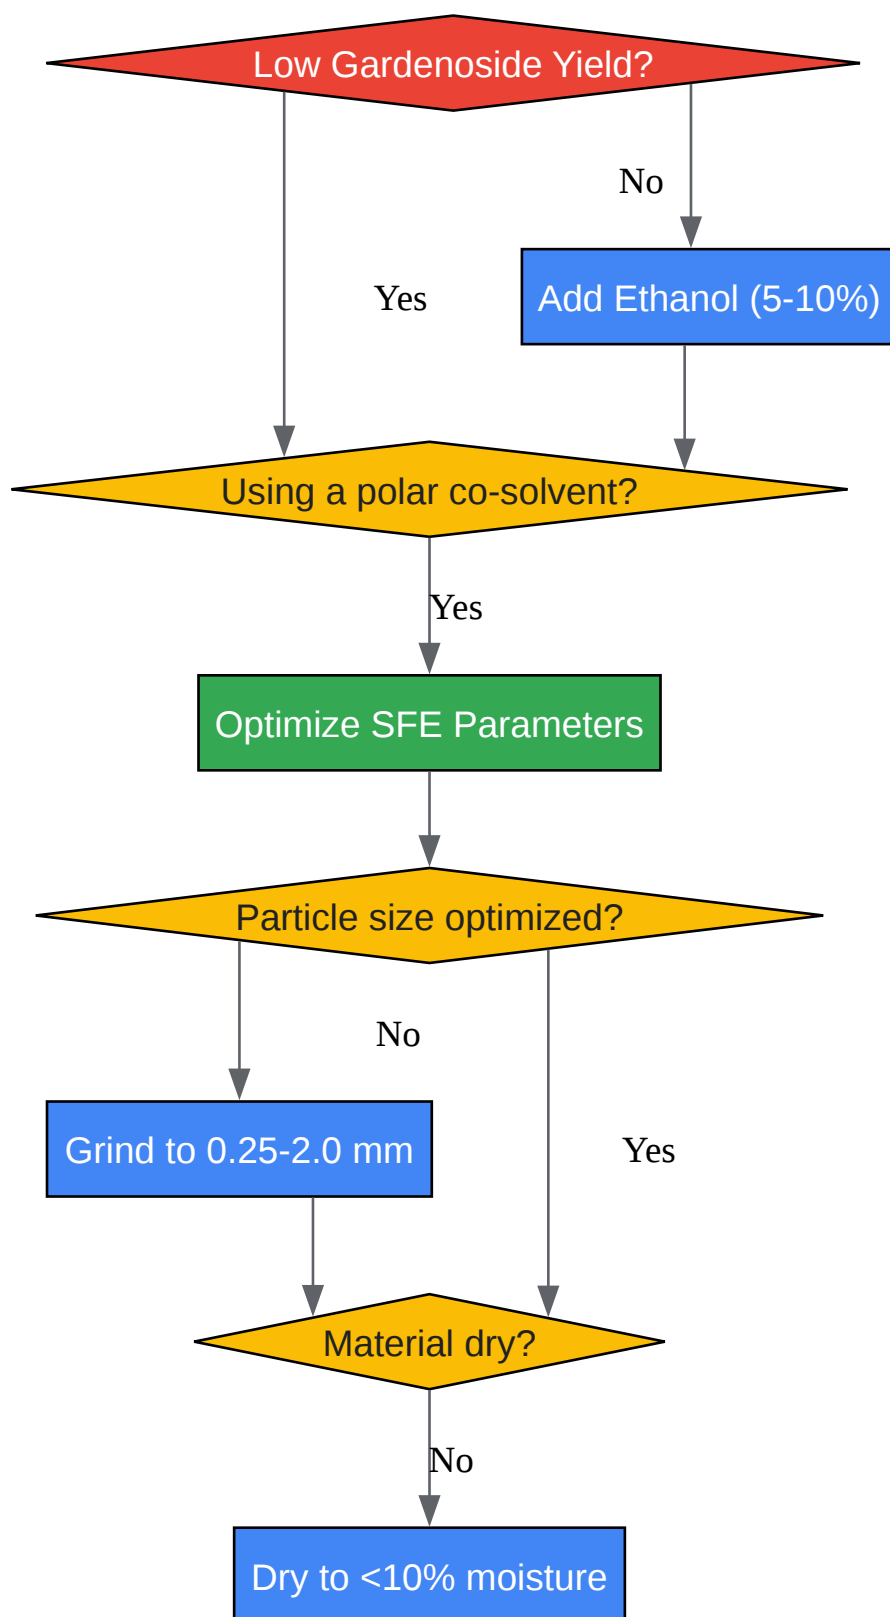 Low Gardenoside Yield?
No
Add Ethanol (5-10%)
Yes
Using a polar co-solvent?
Yes
Optimize SFE Parameters
Particle size optimized?
No
Grind to 0.25-2.0 mm
Yes
Material dry?
No
Dry to <10% moisture